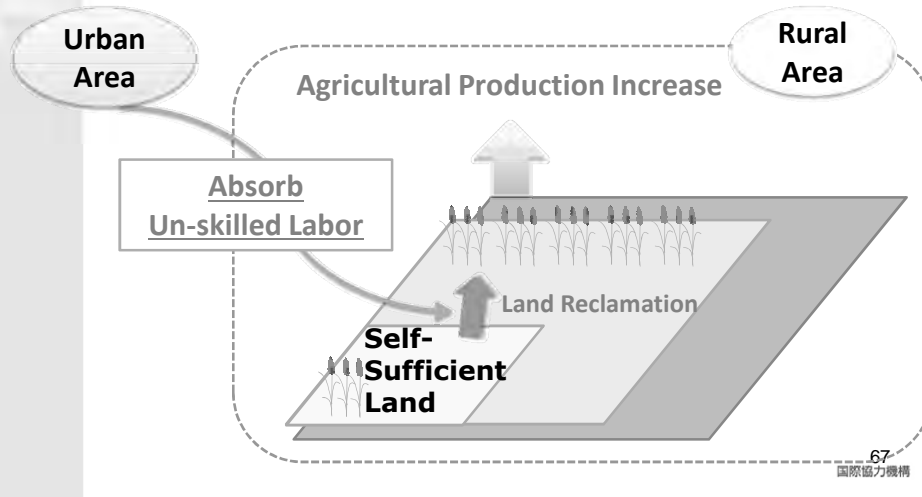 Urban
Area
Rural
Area
Agricultural Production Increase
Absorb
Un-skilled Labor
Land Reclamation
Self-
Sufficient
Land
67
国際協力機構